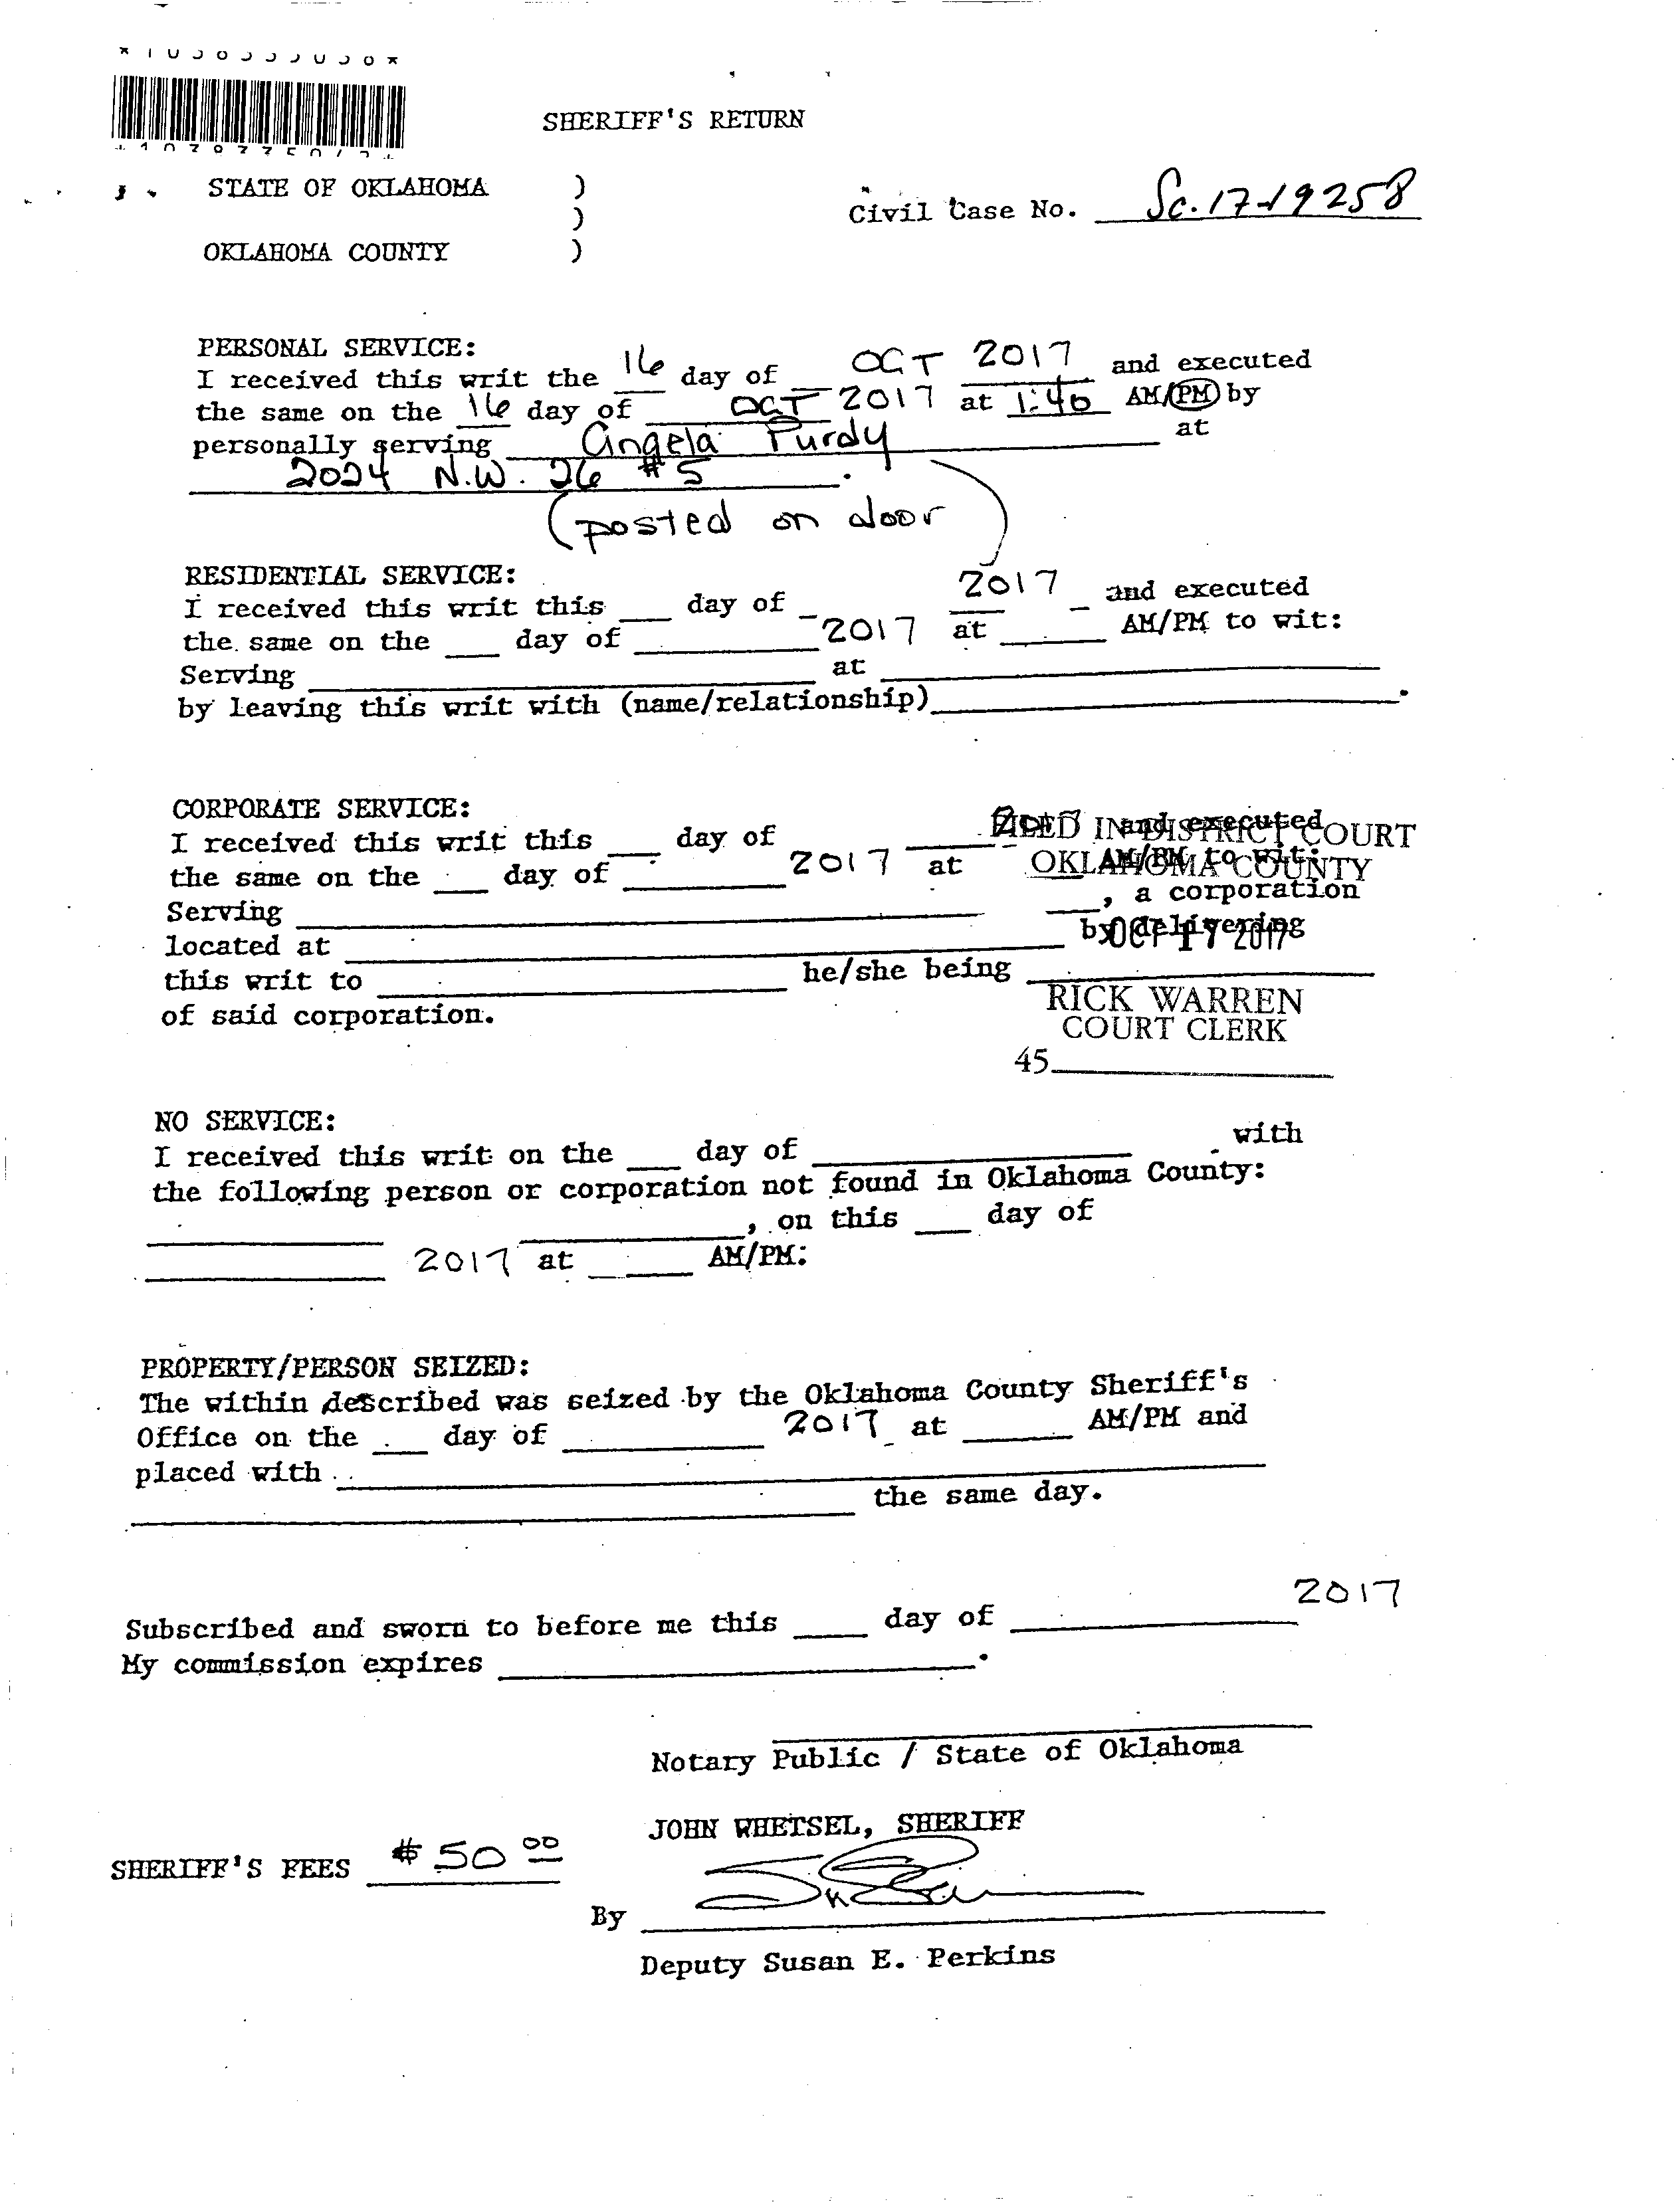 SHERIFF'S RETURN
STATE OF OKLAHOMA )
)
OKLAHOMA COUNTY )
Civil Case No. Sc.17-19258
PERSONAL SERVICE:
I received this writ the 16 day of OCT 2017 and executed
the same on the 16 day of OCT 2017 at 1:46 AM/PM by
personally serving Angela Purdy at
2024 N.W. 26 #5.
(posted on door)
RESIDENTIAL SERVICE:
I received this writ this ___ day of _ 2017 _ and executed
the same on the ___ day of ___ 2017 at ___ AM/PM to wit:
Serving ___ at ___
by leaving this writ with (name/relationship)___.
CORPORATE SERVICE:
I received this writ this ___ day of ___ and executed
the same on the ___ day of ___ 2017 at ___ AM/PM to wit:
Serving ___, a corporation
located at ___ by delivering
this writ to ___ he/she being ___
of said corporation.
FILED IN DISTRICT COURT
OKLAHOMA COUNTY
OCT 17 2017
RICK WARREN
COURT CLERK
45___
NO SERVICE:
I received this writ on the ___ day of ___ with
the following person or corporation not found in Oklahoma County:
___, on this ___ day of
___ 2017 at ___ AM/PM:
PROPERTY/PERSON SEIZED:
The within described was seized by the Oklahoma County Sheriff's
Office on the ___ day of ___ 2017 at ___ AM/PM and
placed with ___
___ the same day.
Subscribed and sworn to before me this ___ day of ___ 2017
My commission expires ___.
Notary Public / State of Oklahoma
JOHN WHETSEL, SHERIFF
SHERIFF'S FEES $50 00
By
Deputy Susan E. Perkins